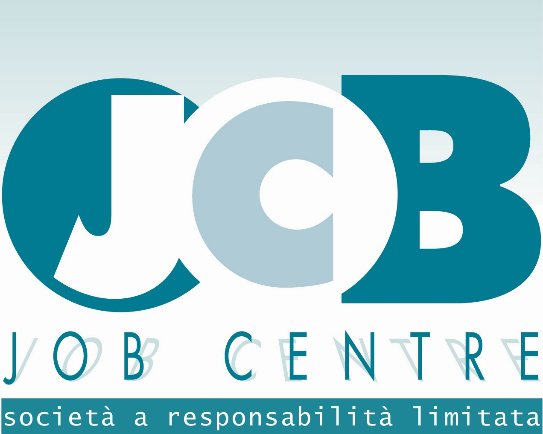 JCB
JOB CENTRE
società a responsabilità limitata